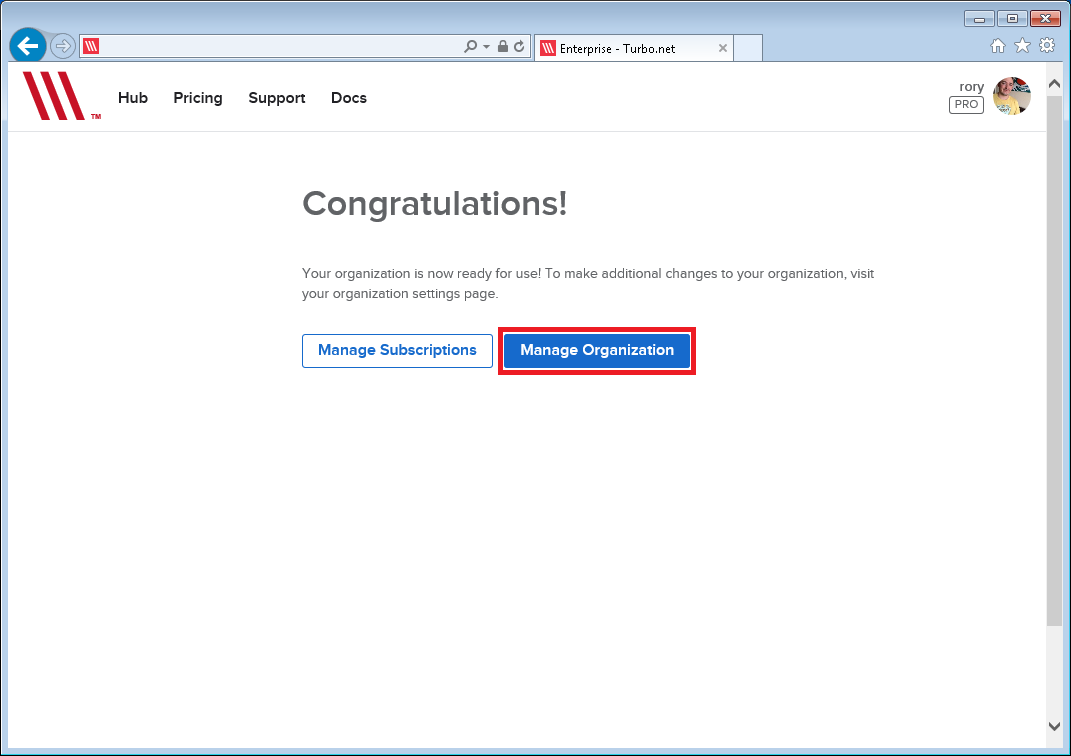 Enterprise - Turbo.net
TM
Hub Pricing Support Docs
rory
PRO
Congratulations!
Your organization is now ready for use! To make additional changes to your organization, visit
your organization settings page.
Manage Subscriptions Manage Organization